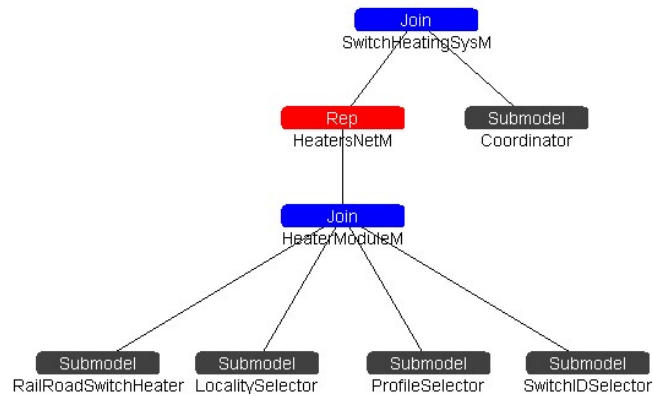 Join
SwitchHeatingSysM
Rep
HeatersNetM
Submodel
Coordinator
Join
HeaterModuleM
Submodel
RailRoadSwitchHeater
Submodel
LocalitySelector
Submodel
ProfileSelector
Submodel
SwitchIDSelector